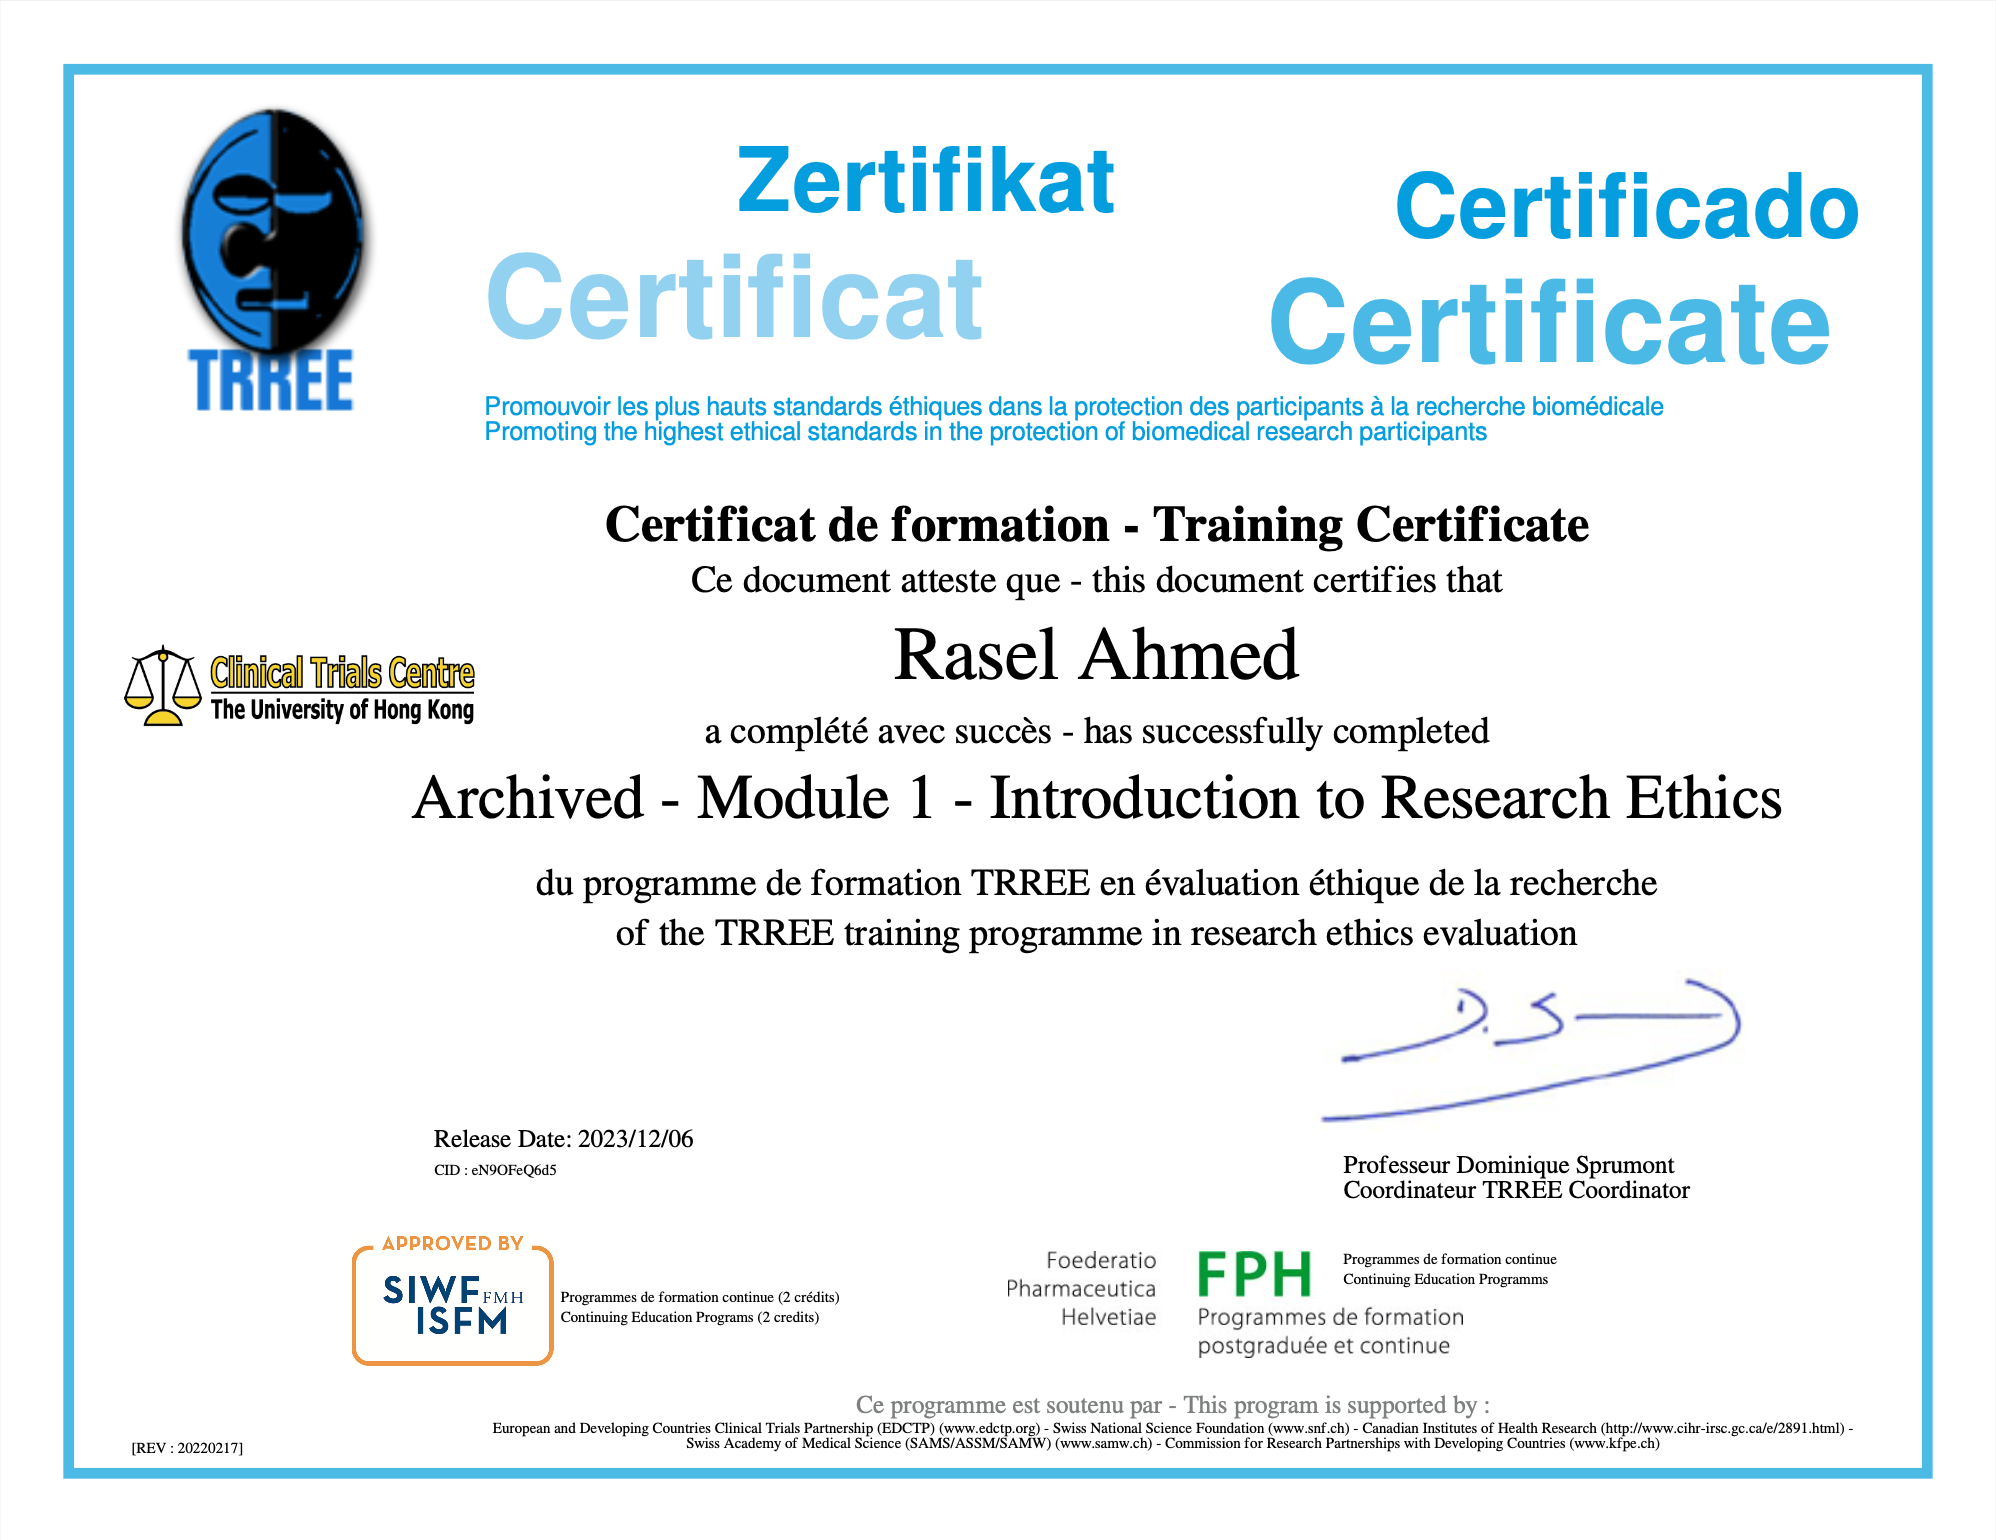 TRREE
Zertifikat
Certificado
Certificat
Certificate
Promouvoir les plus hauts standards éthiques dans la protection des participants à la recherche biomédicale
Promoting the highest ethical standards in the protection of biomedical research participants
Certificat de formation - Training Certificate
Ce document atteste que - this document certifies that
Rasel Ahmed
Clinical Trials Centre
The University of Hong Kong
a complété avec succès - has successfully completed
Archived - Module 1 - Introduction to Research Ethics
du programme de formation TRREE en évaluation éthique de la recherche
of the TRREE training programme in research ethics evaluation
D. S
Release Date: 2023/12/06
CID : eN9OFeQ6d5
Professeur Dominique Sprumont
Coordinateur TRREE Coordinator
APPROVED BY
SIWF FMH
ISFM
Programmes de formation continue (2 crédits)
Continuing Education Programs (2 credits)
Foederatio
Pharmaceutica
Helvetiae
FPH
Programmes de formation
postgraduée et continue
Programmes de formation continue
Continuing Education Programms
Ce programme est soutenu par - This program is supported by :
European and Developing Countries Clinical Trials Partnership (EDCTP) (www.edctp.org) - Swiss National Science Foundation (www.snf.ch) - Canadian Institutes of Health Research (http://www.cihr-irsc.gc.ca/e/2891.html) -
Swiss Academy of Medical Science (SAMS/ASSM/SAMW) (www.samw.ch) - Commission for Research Partnerships with Developing Countries (www.kfpe.ch)
[REV : 20220217]